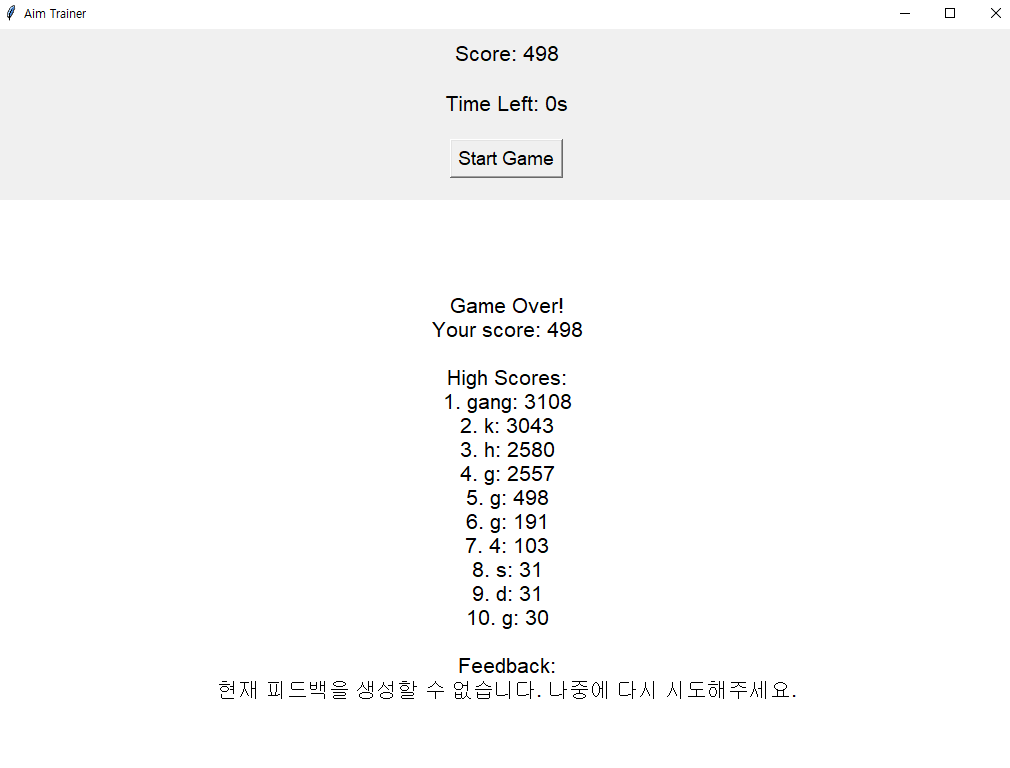 Aim Trainer
Score: 498
Time Left: 0s
Start Game
Game Over!
Your score: 498
High Scores:
1. gang: 3108
2. k: 3043
3. h: 2580
4. g: 2557
5. g: 498
6. g: 191
7. 4: 103
8. s: 31
9. d: 31
10. g: 30
Feedback:
현재 피드백을 생성할 수 없습니다. 나중에 다시 시도해주세요.